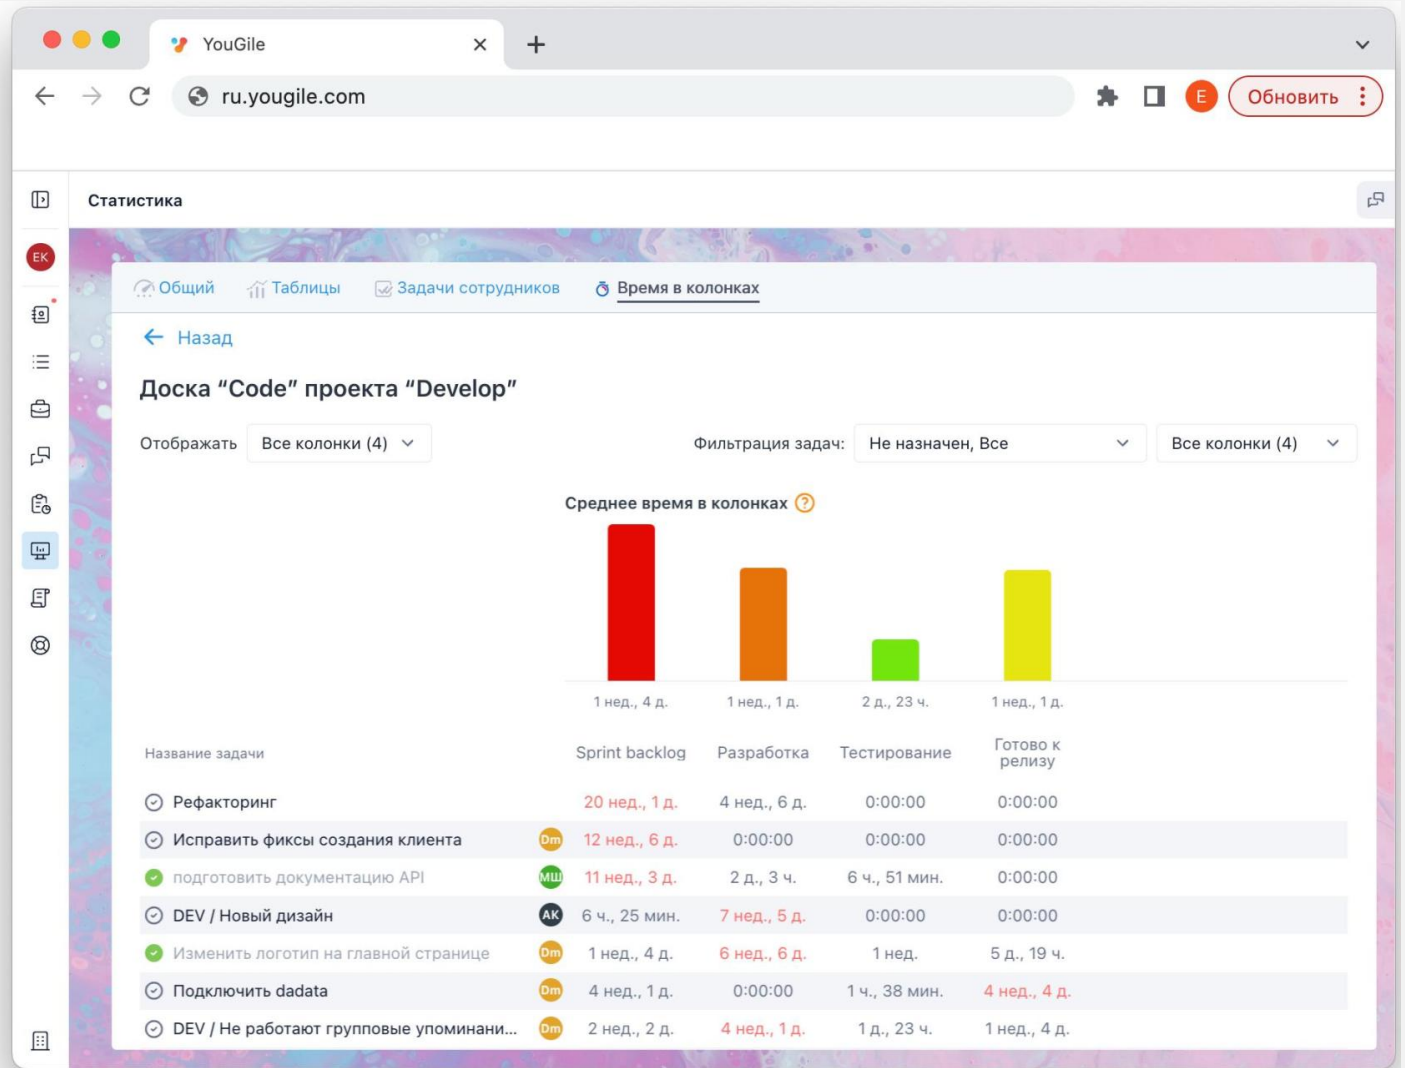 YouGile
ru.yougile.com
E
Обновить
Статистика
EK
Общий Таблицы Задачи сотрудников Время в колонках
Назад
Доска “Code” проекта “Develop”
Отображать Все колонки (4) Фильтрация задач: Не назначен, Все Все колонки (4)
Среднее время в колонках ?
1 нед., 4 д. 1 нед., 1 д. 2 д., 23 ч. 1 нед., 1 д.
Название задачи Sprint backlog Разработка Тестирование Готово к
релизу
Рефакторинг 20 нед., 1 д. 4 нед., 6 д. 0:00:00 0:00:00
Исправить фиксы создания клиента Dm 12 нед., 6 д. 0:00:00 0:00:00 0:00:00
подготовить документацию API МШ 11 нед., 3 д. 2 д., 3 ч. 6 ч., 51 мин. 0:00:00
DEV / Новый дизайн АК 6 ч., 25 мин. 7 нед., 5 д. 0:00:00 0:00:00
Изменить логотип на главной странице Dm 1 нед., 4 д. 6 нед., 6 д. 1 нед. 5 д., 19 ч.
Подключить dadata Dm 4 нед., 1 д. 0:00:00 1 ч., 38 мин. 4 нед., 4 д.
DEV / Не работают групповые упоминани... Dm 2 нед., 2 д. 4 нед., 1 д. 1 д., 23 ч. 1 нед., 4 д.